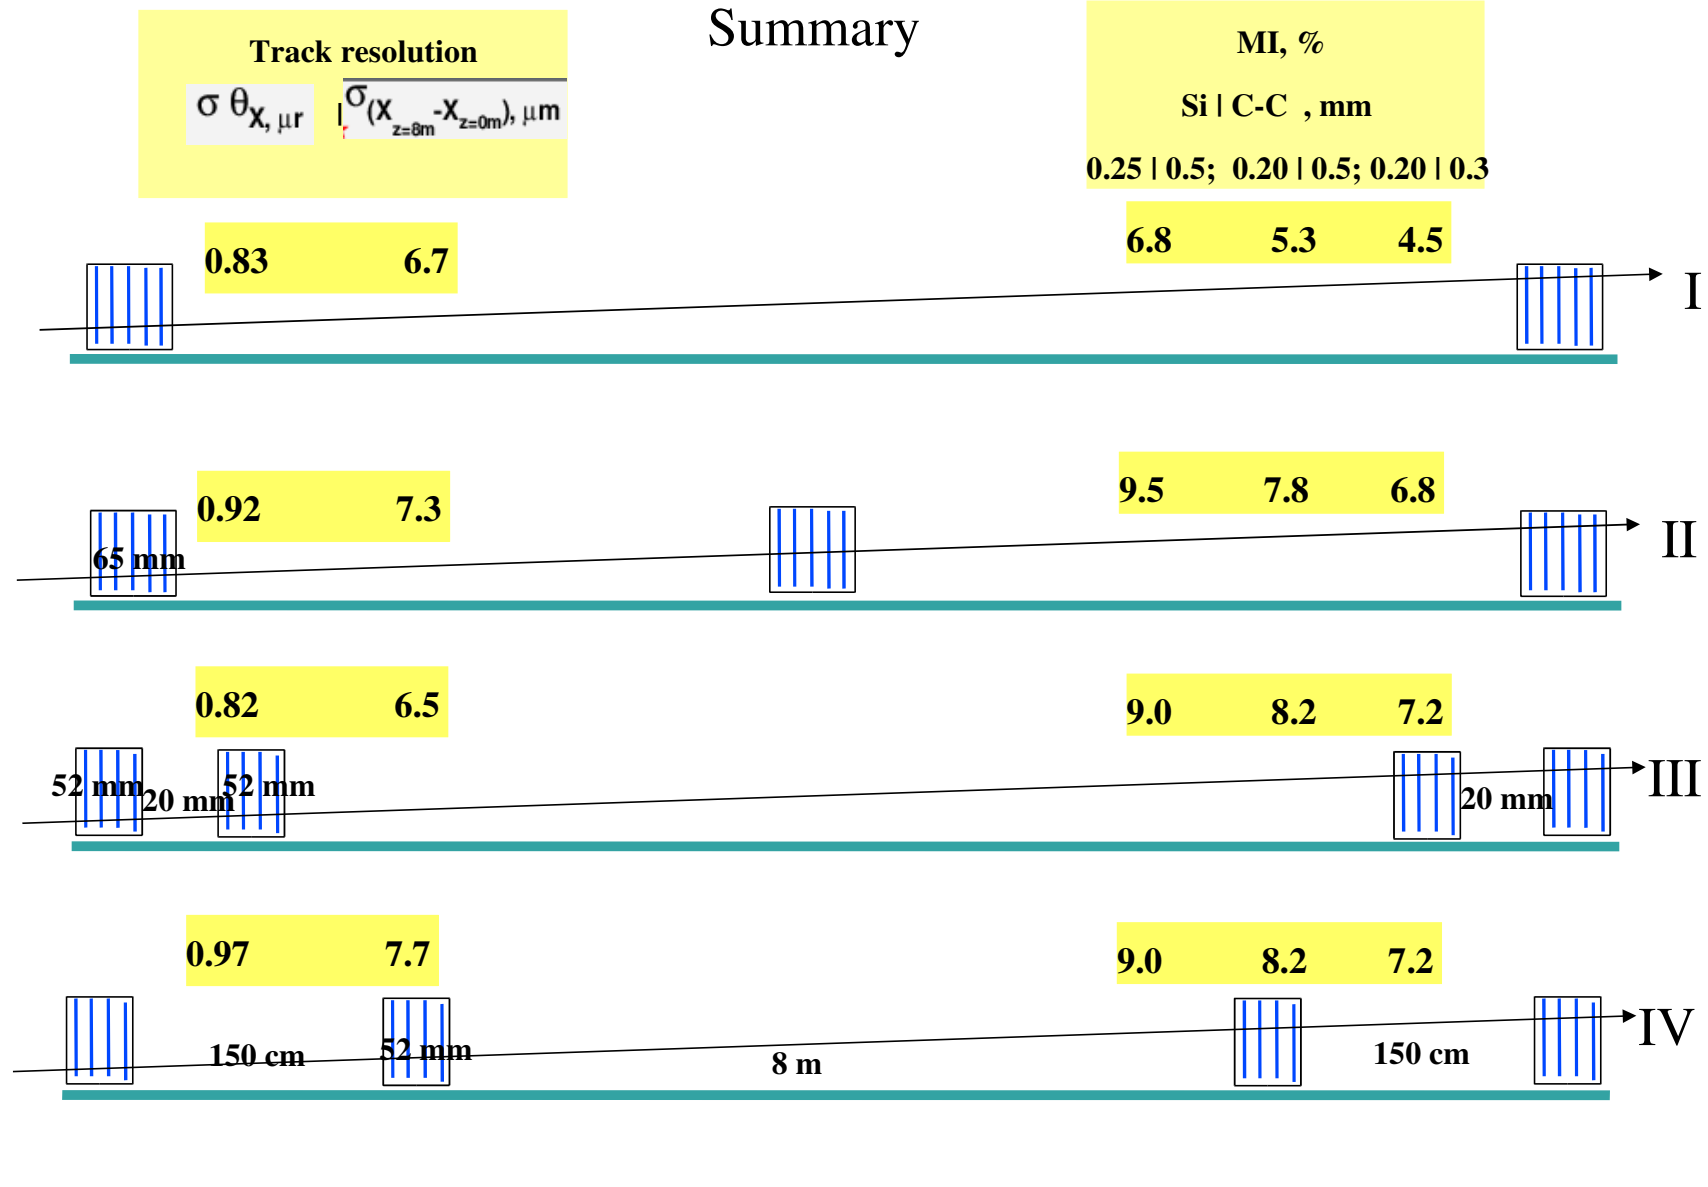 Summary
Track resolution
σ θX, μr | σ(Xz=8m-Xz=0m), μm
MI, %
Si | C-C , mm
0.25 | 0.5; 0.20 | 0.5; 0.20 | 0.3
0.83 6.7
6.8 5.3 4.5
I
0.92 7.3
9.5 7.8 6.8
65 mm
II
0.82 6.5
9.0 8.2 7.2
52 mm 20 mm 52 mm
20 mm
III
0.97 7.7
9.0 8.2 7.2
150 cm 52 mm 8 m 150 cm
IV